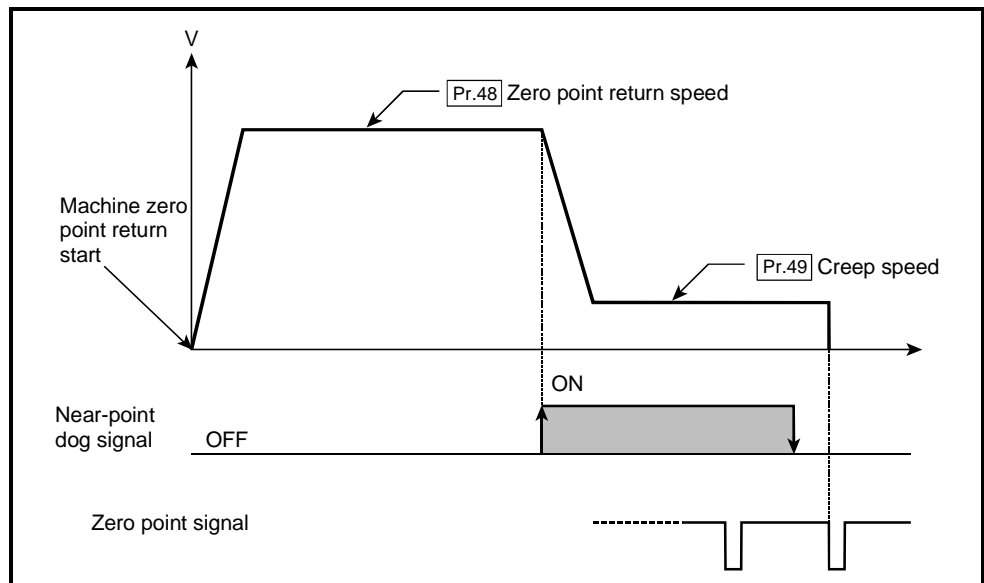 V
Pr.48 Zero point return speed
Machine zero
point return
start
Pr.49 Creep speed
ON
Near-point
dog signal
OFF
Zero point signal